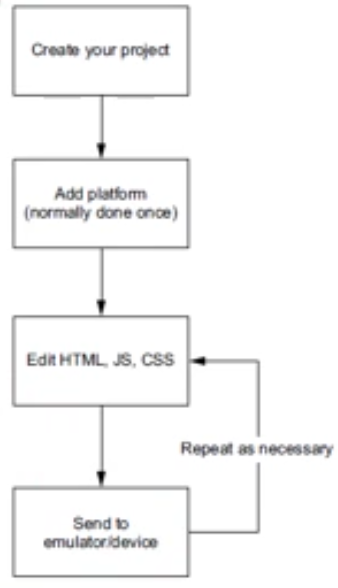 Create your project
Add platform
(normally done once)
Edit HTML, JS, CSS
Repeat as necessary
Send to
emulator/device